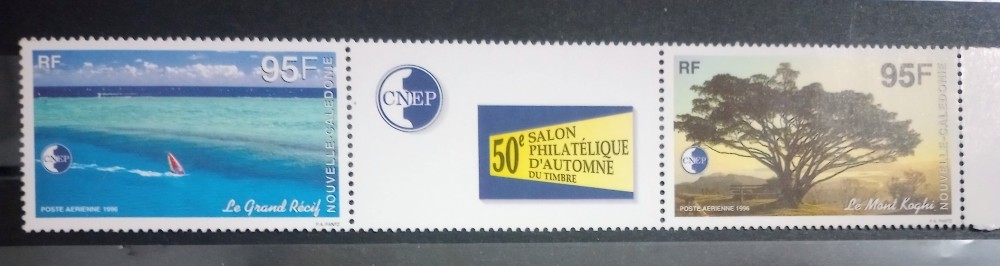 RF
95F
NOUVELLE-CALEDONIE
CNEP
Le Grand Récif
POSTE AERIENNE 1996
CNEP
50e SALON
PHILATÉLIQUE
D'AUTOMNE
DU TIMBRE
RF
95F
NOUVELLE-CALEDONIE
CNEP
POSTE AERIENNE 1996
Le Mont Koghi